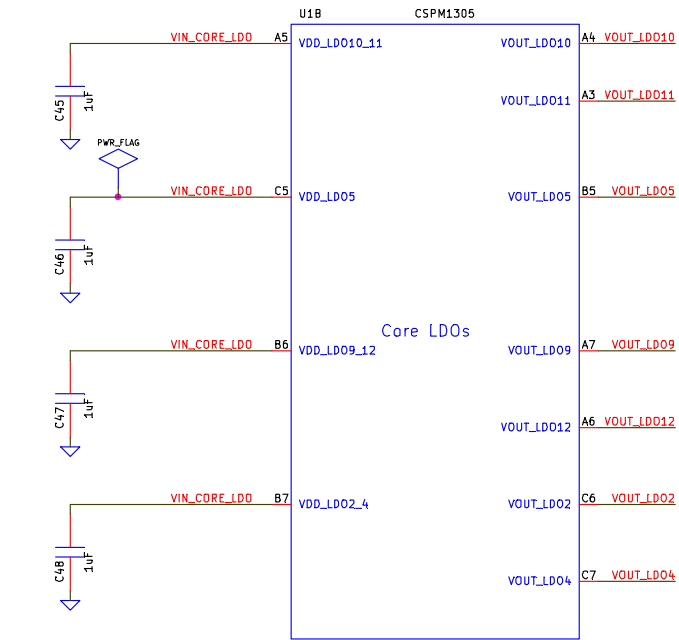 U1B CSPM1305
VIN_CORE_LDO A5 VDD_LDO10_11 VOUT_LDO10 A4 VOUT_LDO10
C45 1uF
VOUT_LDO11 A3 VOUT_LDO11
PWR_FLAG
VIN_CORE_LDO C5 VDD_LDO5 VOUT_LDO5 B5 VOUT_LDO5
C46 1uF
Core LDOs
VIN_CORE_LDO B6 VDD_LDO9_12 VOUT_LDO9 A7 VOUT_LDO9
C47 1uF
VOUT_LDO12 A6 VOUT_LDO12
VIN_CORE_LDO B7 VDD_LDO2_4 VOUT_LDO2 C6 VOUT_LDO2
C48 1uF
VOUT_LDO4 C7 VOUT_LDO4